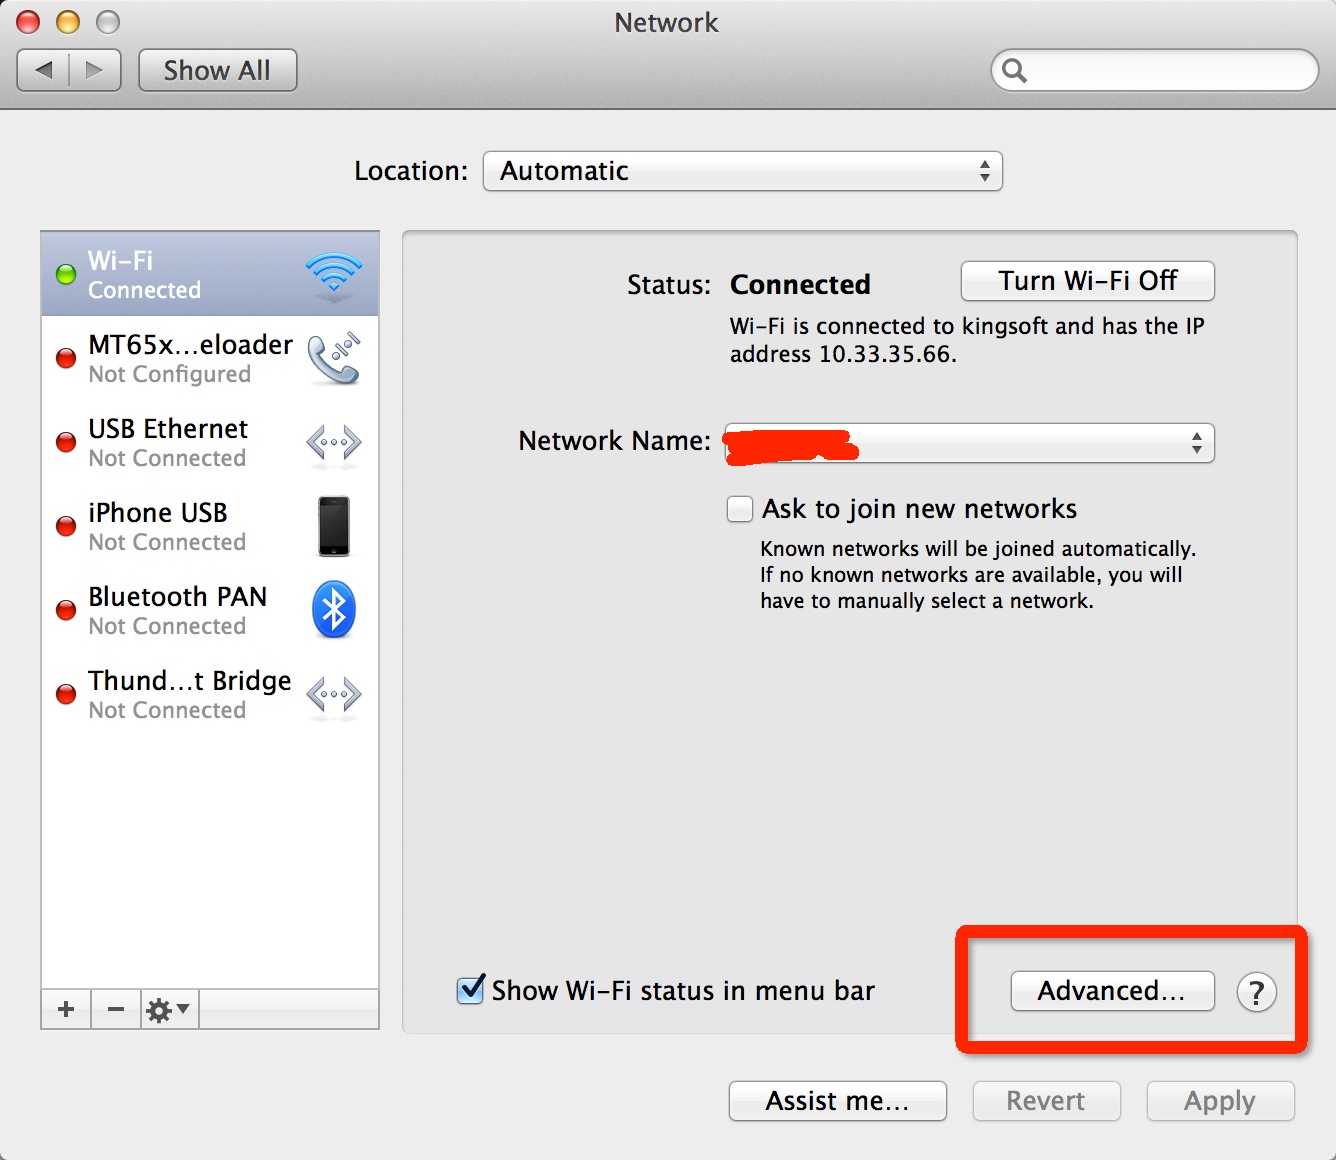 Network
Show All
Location: Automatic
Wi-Fi
Connected
MT65x...eloader
Not Configured
USB Ethernet
Not Connected
iPhone USB
Not Connected
Bluetooth PAN
Not Connected
Thund...t Bridge
Not Connected
Status: Connected
Turn Wi-Fi Off
Wi-Fi is connected to kingsoft and has the IP
address 10.33.35.66.
Network Name:
Ask to join new networks
Known networks will be joined automatically.
If no known networks are available, you will
have to manually select a network.
Show Wi-Fi status in menu bar
Advanced...
?
Assist me...
Revert
Apply